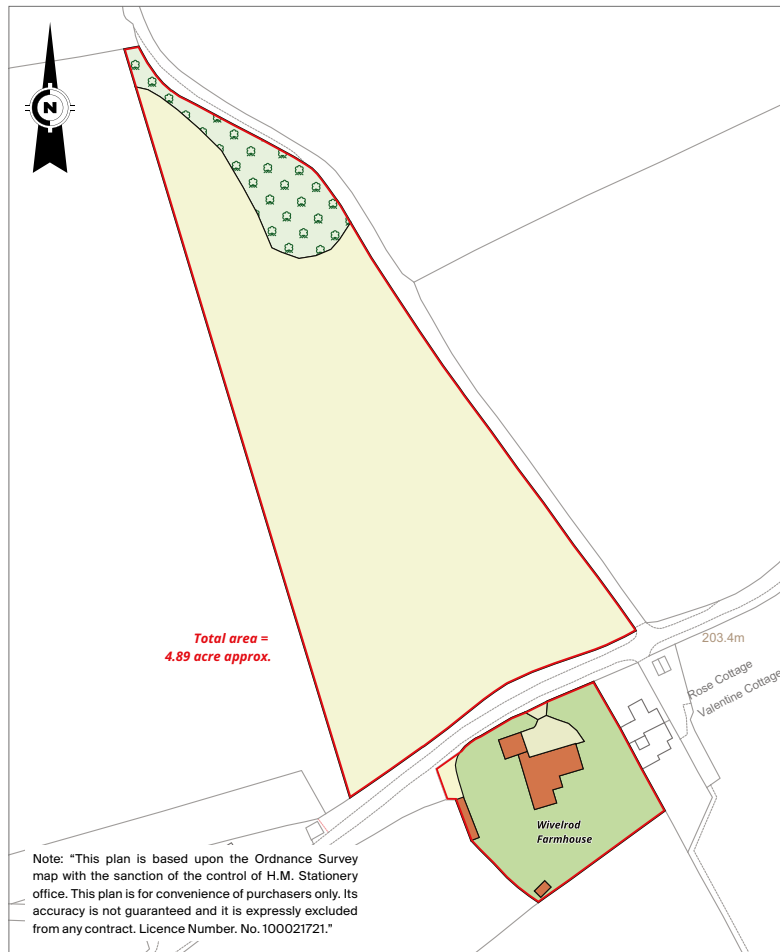 N
Total area =
4.89 acre approx.
203.4m
Rose Cottage
Valentine Cottage
Wivelrod
Farmhouse
Note: “This plan is based upon the Ordnance Survey
map with the sanction of the control of H.M. Stationery
office. This plan is for convenience of purchasers only. Its
accuracy is not guaranteed and it is expressly excluded
from any contract. Licence Number. No. 100021721.”